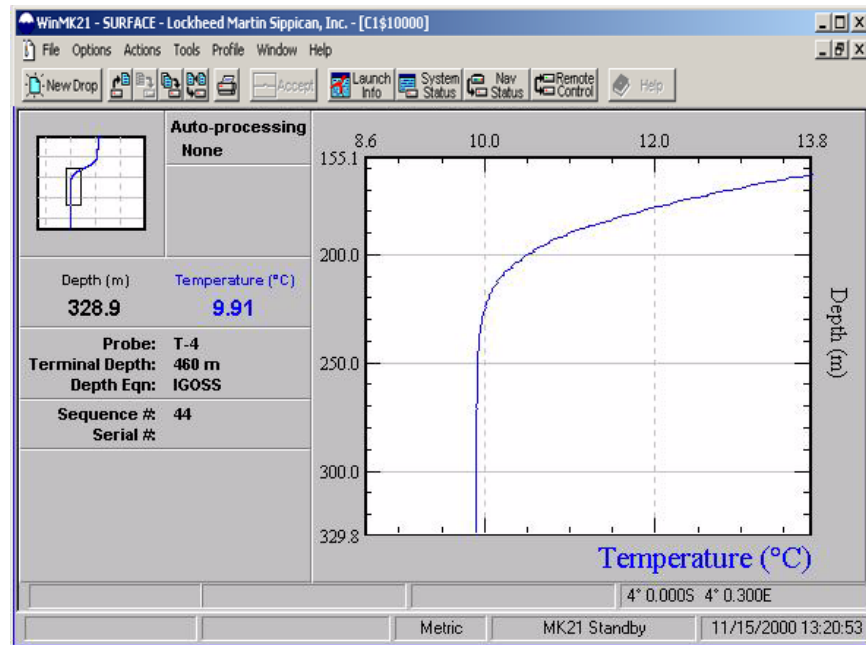 WinMK21 - SURFACE - Lockheed Martin Sippican, Inc. - [C1$10000]
File Options Actions Tools Profile Window Help
New Drop Accept Launch Info System Status Nav Status Remote Control Help
Auto-processing
None
Depth (m) Temperature (°C)
328.9 9.91
Probe: T-4
Terminal Depth: 460 m
Depth Eqn: IGOSS
Sequence #: 44
Serial #:
8.6 10.0 12.0 13.8
155.1
200.0
250.0
300.0
329.8
Depth (m)
Temperature (°C)
4° 0.000S 4° 0.300E
Metric MK21 Standby 11/15/2000 13:20:53